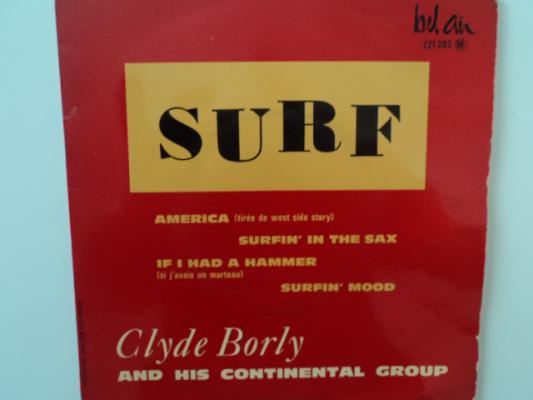 bel air
221 203 M
SURF
AMERICA (tirée de west side story)
SURFIN' IN THE SAX
IF I HAD A HAMMER
(si j'avais un marteau)
SURFIN' MOOD
Clyde Borly
AND HIS CONTINENTAL GROUP